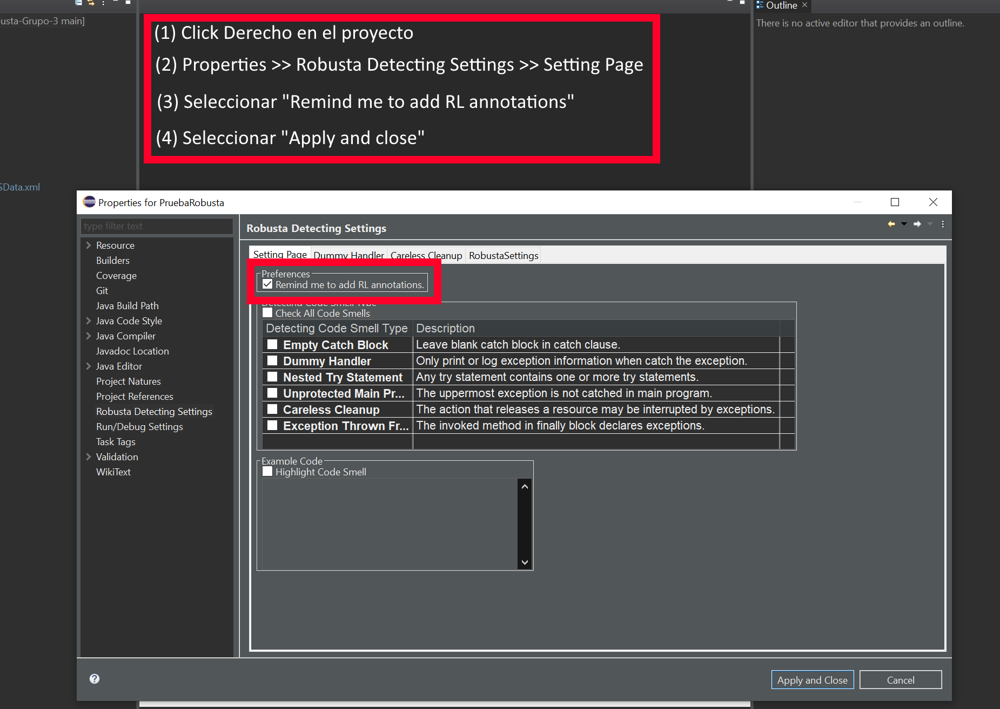 usta-Grupo-3 main]
Outline
There is no active editor that provides an outline.
(1) Click Derecho en el proyecto
(2) Properties >> Robusta Detecting Settings >> Setting Page
(3) Seleccionar "Remind me to add RL annotations"
(4) Seleccionar "Apply and close"
SData.xml
Properties for PruebaRobusta
type filter text
Resource
Builders
Coverage
Git
Java Build Path
Java Code Style
Java Compiler
Javadoc Location
Java Editor
Project Natures
Project References
Robusta Detecting Settings
Run/Debug Settings
Task Tags
Validation
WikiText
Robusta Detecting Settings
Setting Page Dummy Handler Careless Cleanup RobustaSettings
Preferences
Remind me to add RL annotations.
Detecting Code Smell Type
Check All Code Smells
Detecting Code Smell Type Description
Empty Catch Block Leave blank catch block in catch clause.
Dummy Handler Only print or log exception information when catch the exception.
Nested Try Statement Any try statement contains one or more try statements.
Unprotected Main Pr... The uppermost exception is not catched in main program.
Careless Cleanup The action that releases a resource may be interrupted by exceptions.
Exception Thrown Fr... The invoked method in finally block declares exceptions.
Example Code
Highlight Code Smell
Apply and Close Cancel